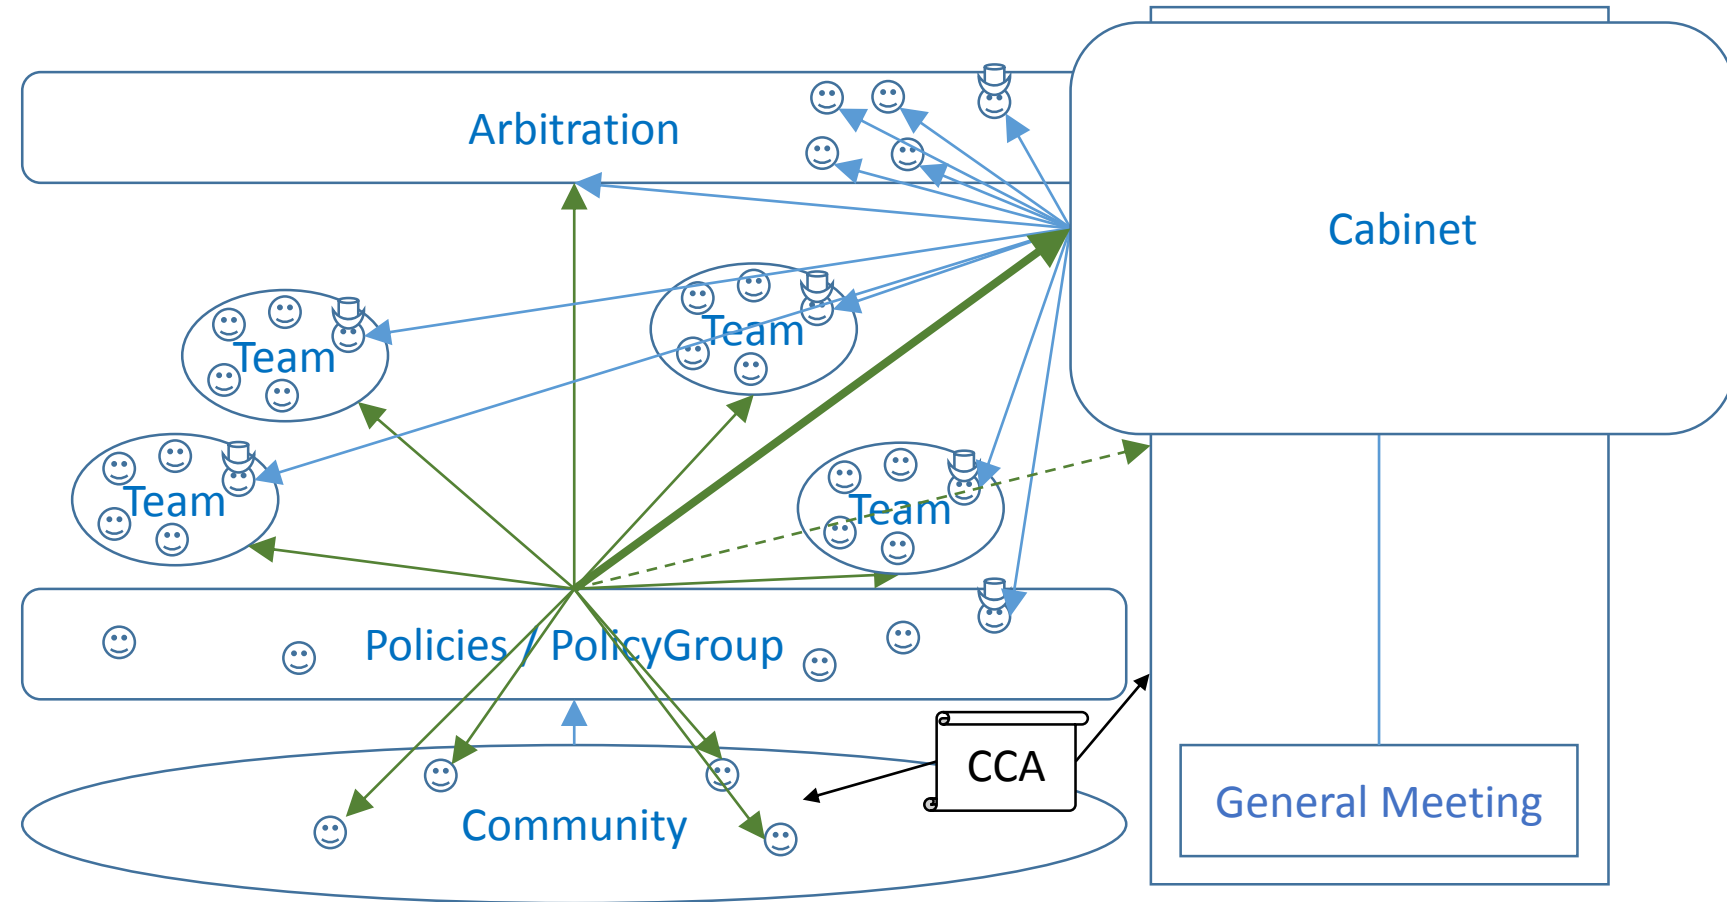 Arbitration
Cabinet
Team
Team
Team
Team
Policies / PolicyGroup
CCA
Community
General Meeting